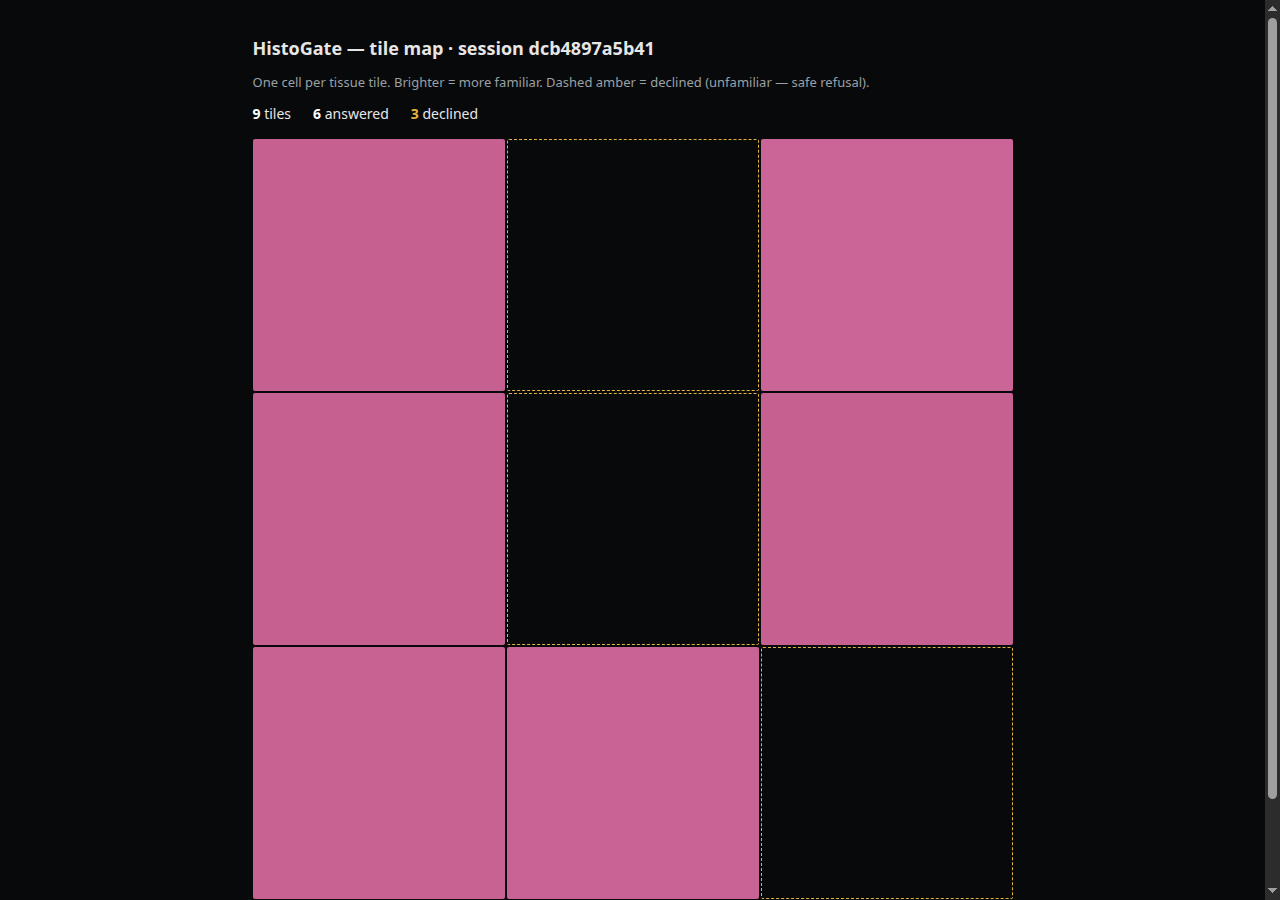 HistoGate — tile map · session dcb4897a5b41
One cell per tissue tile. Brighter = more familiar. Dashed amber = declined (unfamiliar — safe refusal).
9 tiles 6 answered 3 declined